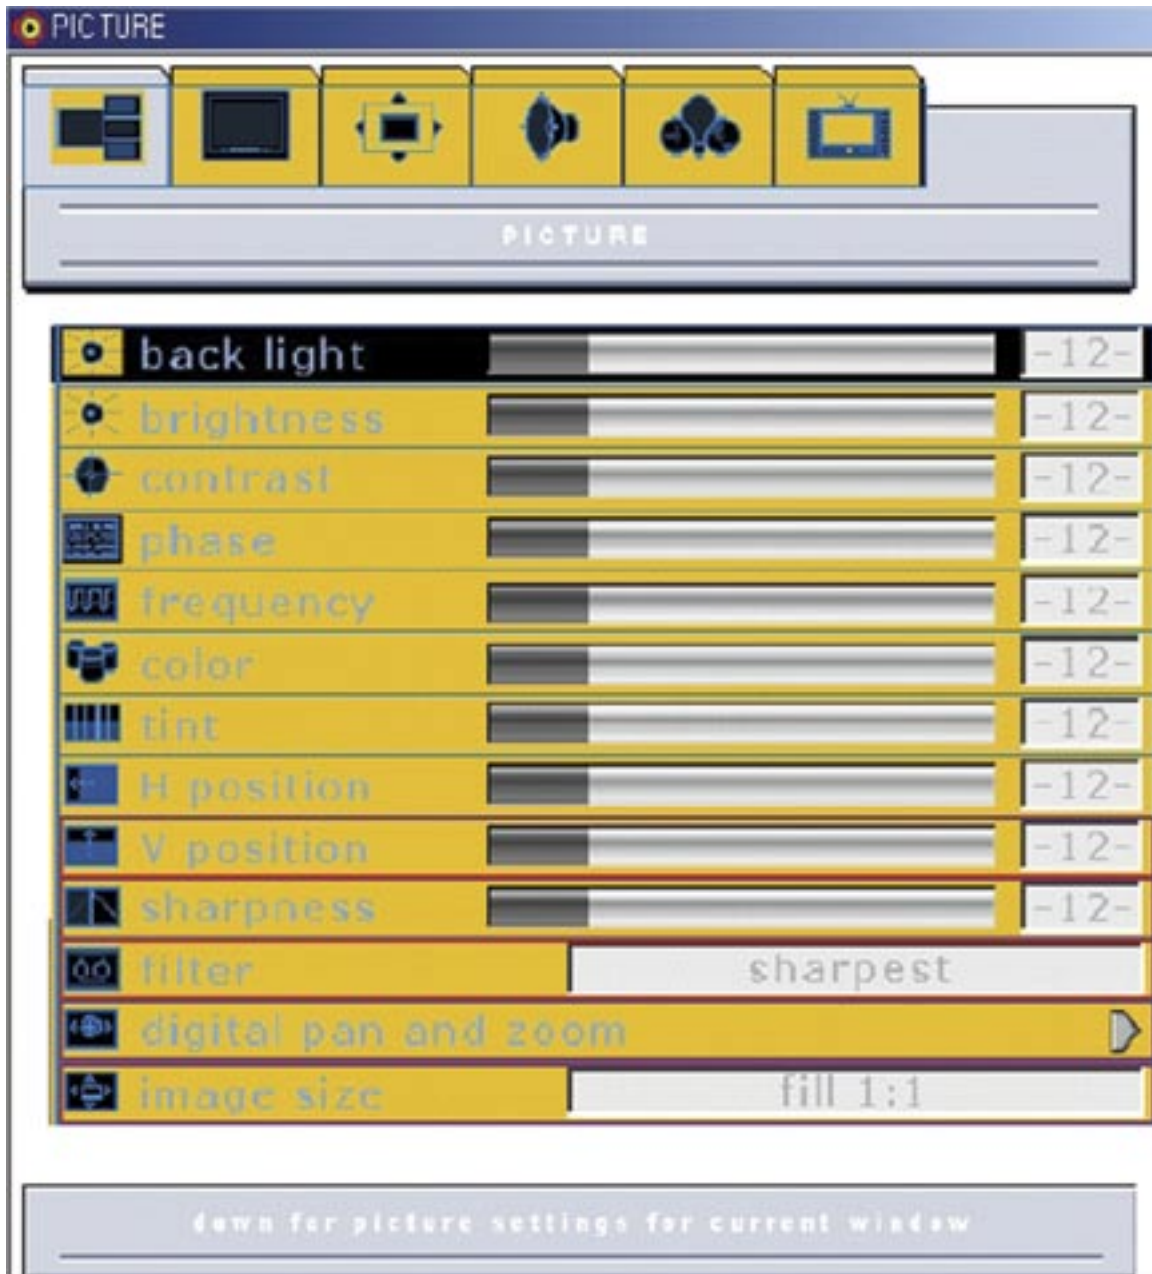 PICTURE
PICTURE
back light -12-
brightness -12-
contrast -12-
phase -12-
frequency -12-
color -12-
tint -12-
H position -12-
V position -12-
sharpness -12-
filter sharpest
digital pan and zoom
image size fill 1:1
down for picture settings for current window